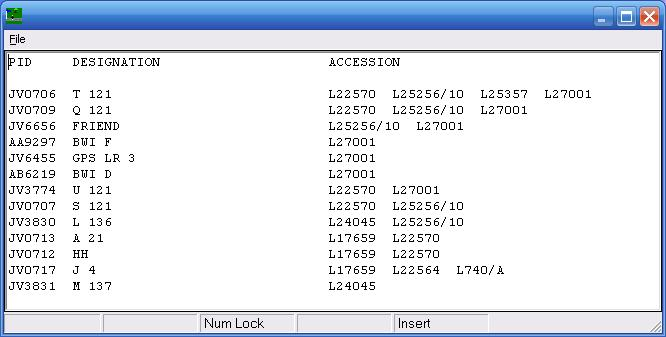 File
PID DESIGNATION ACCESSION
JV0706 T 121 L22570 L25256/10 L25357 L27001
JV0709 Q 121 L22570 L25256/10 L27001
JV6656 FRIEND L25256/10 L27001
AA9297 BWI F L27001
JV6455 GPS LR 3 L27001
AB6219 BWI D L27001
JV3774 U 121 L22570 L27001
JV0707 S 121 L22570 L25256/10
JV3830 L 136 L24045 L25256/10
JV0713 A 21 L17659 L22570
JV0712 HH L17659 L22570
JV0717 J 4 L17659 L22564 L740/A
JV3831 M 137 L24045
Num Lock Insert